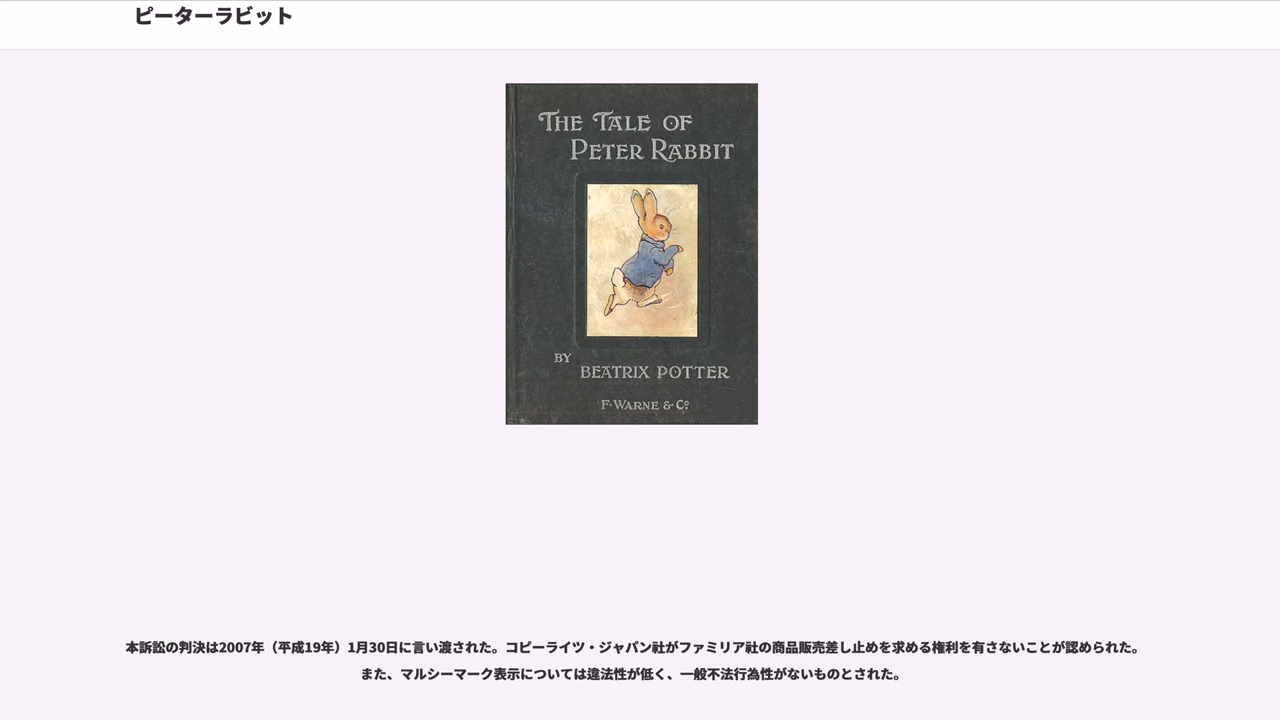 ピーターラビット
THE TALE OF
PETER RABBIT
BY
BEATRIX POTTER
F. WARNE & Co.
本訴訟の判決は2007年（平成19年）1月30日に言い渡された。コピーライツ・ジャパン社がファミリア社の商品販売差し止めを求める権利を有さないことが認められた。
また、マルシーマーク表示については違法性が低く、一般不法行為性がないものとされた。